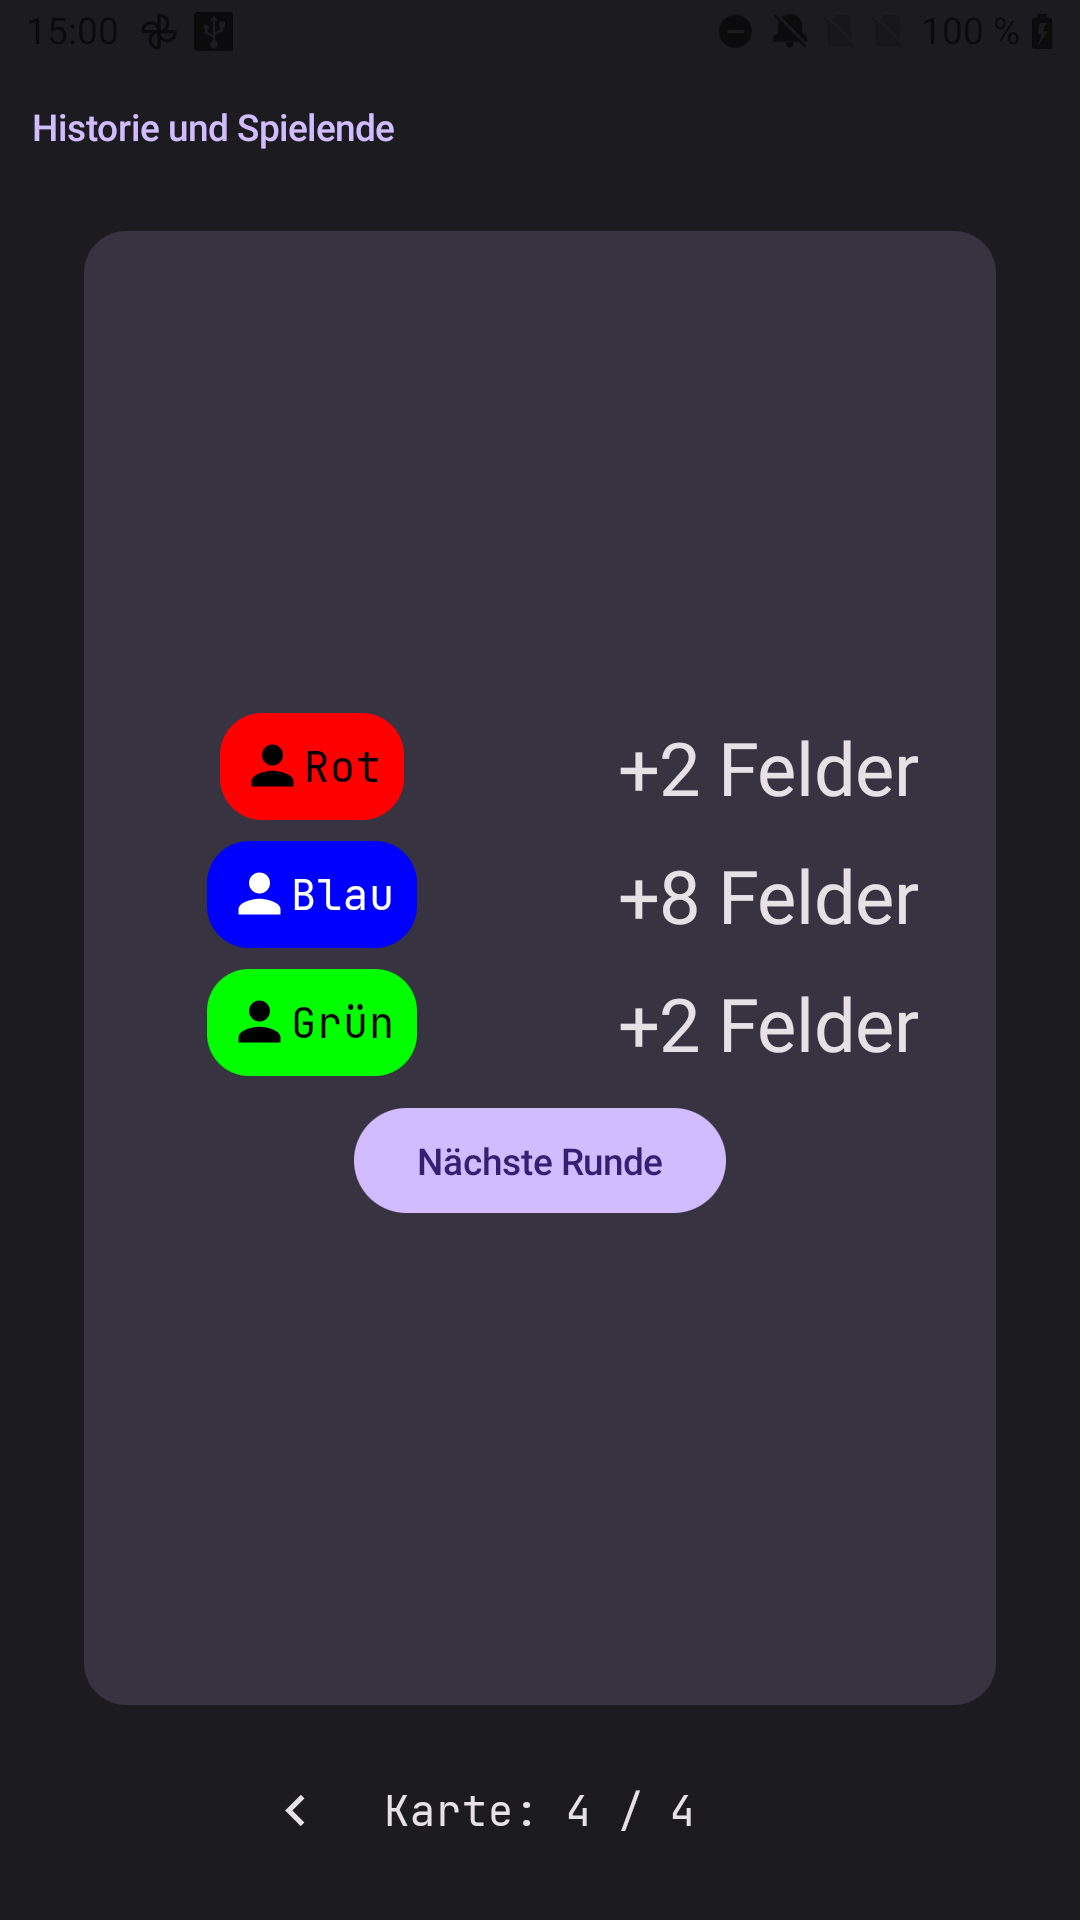 15:00 100 %
Historie und Spielende
Rot +2 Felder
Blau +8 Felder
Grün +2 Felder
Nächste Runde
Karte: 4 / 4